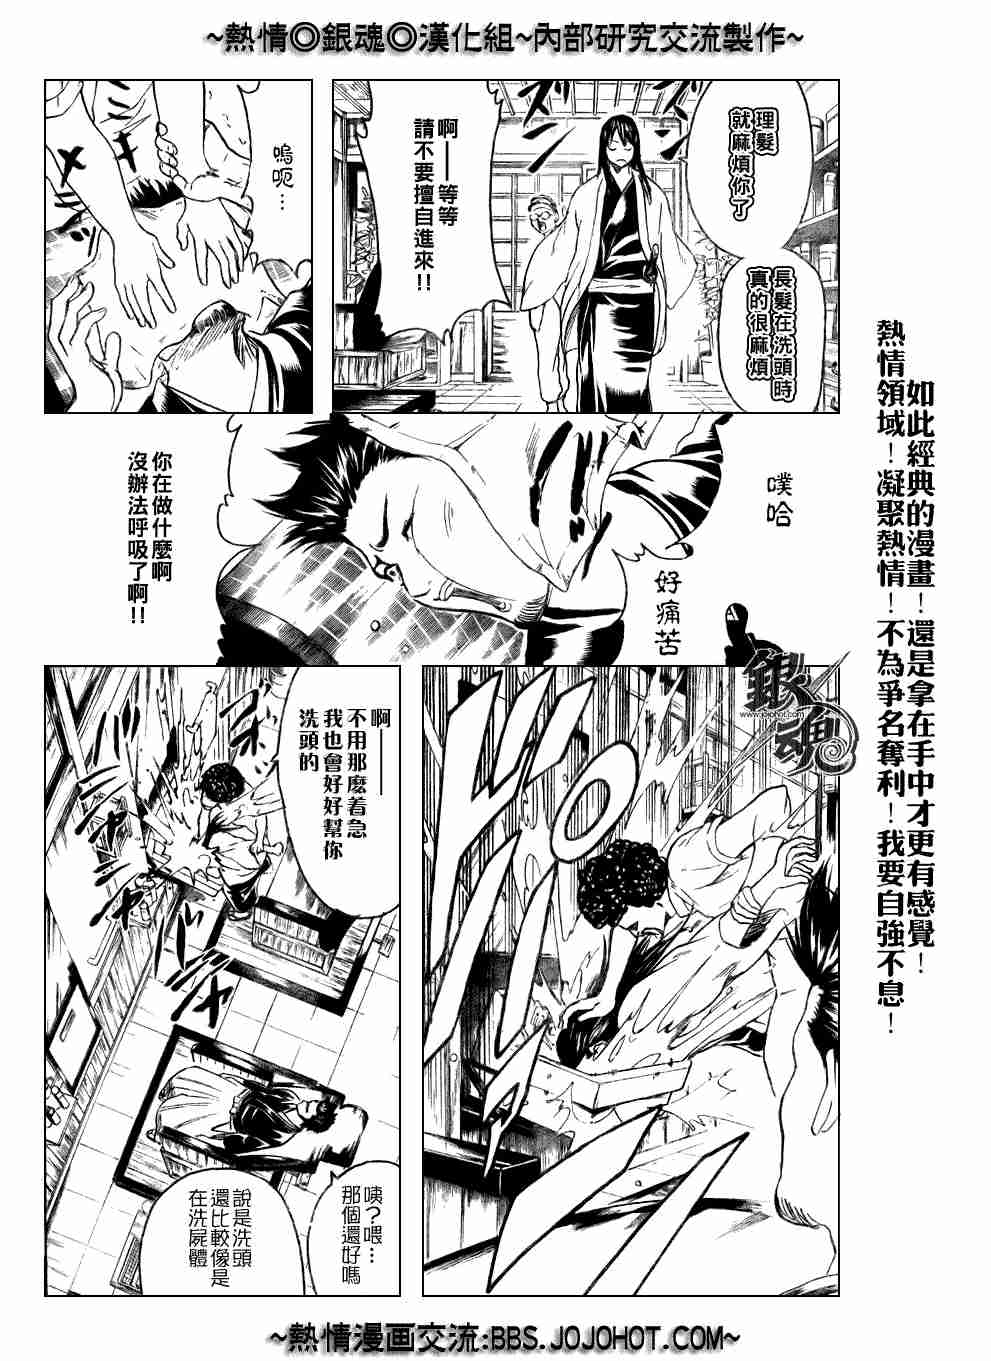 ~熱情◎銀魂◎漢化組~內部研究交流製作~
理髮
就麻煩你了
長髮在洗頭時
真的很麻煩
啊——等等
請不要擅自進來!!
嗚呃…
噗哈
好痛苦
你在做什麼啊
沒辦法呼吸了啊!!
銀魂
www.jojohot.com
啊——
不用那麼着急
我也會好好幫你
洗頭的
咦?喂…
那個還好嗎
說是洗頭
還比較像是
在洗屍體
如此經典的漫畫!還是拿在手中才更有感覺!
熱情領域!凝聚熱情!不為爭名奪利!我要自強不息!
~熱情漫画交流:BBS.JOJOHOT.COM~